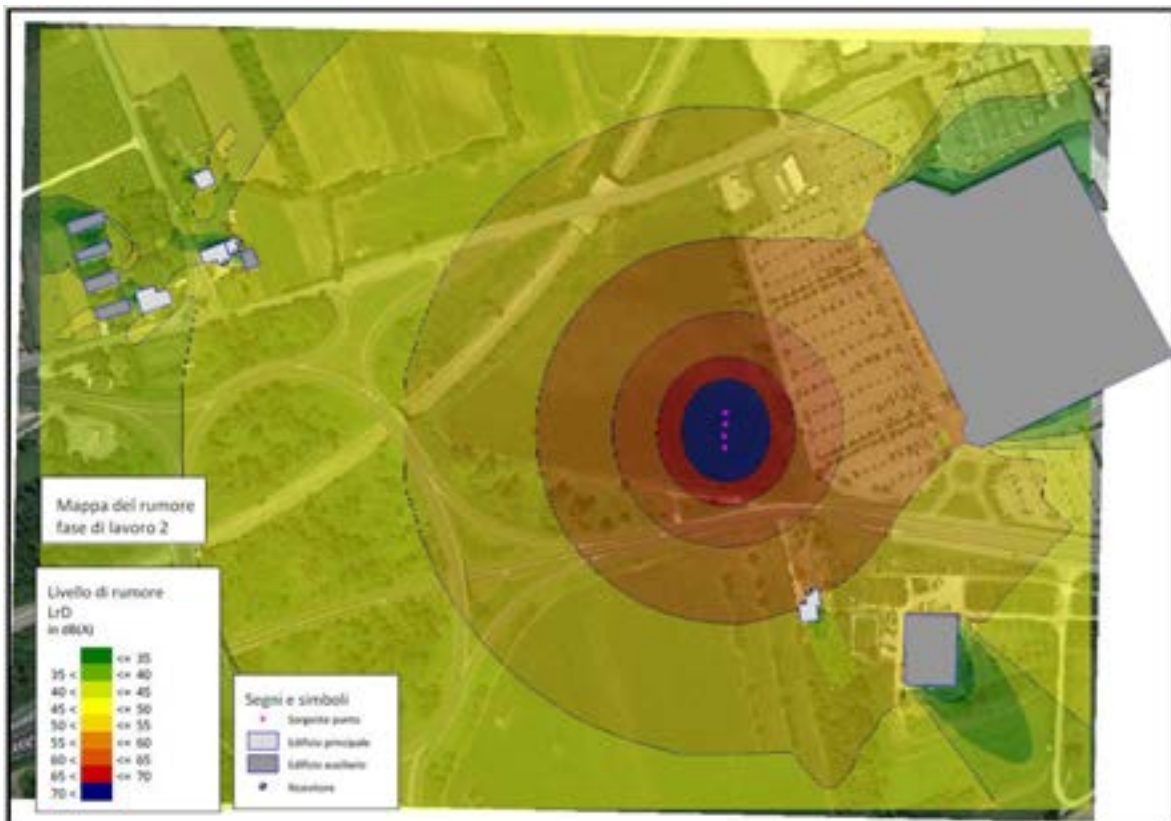 Mappa del rumore
fase di lavoro 2
Livello di rumore
LrD
in dB(A)
<= 35
35 < <= 40
40 < <= 45
45 < <= 50
50 < <= 55
55 < <= 60
60 < <= 65
65 < <= 70
70 <
Segni e simboli
Sorgente punto
Edificio principale
Edificio auxiliario
Ricevitore